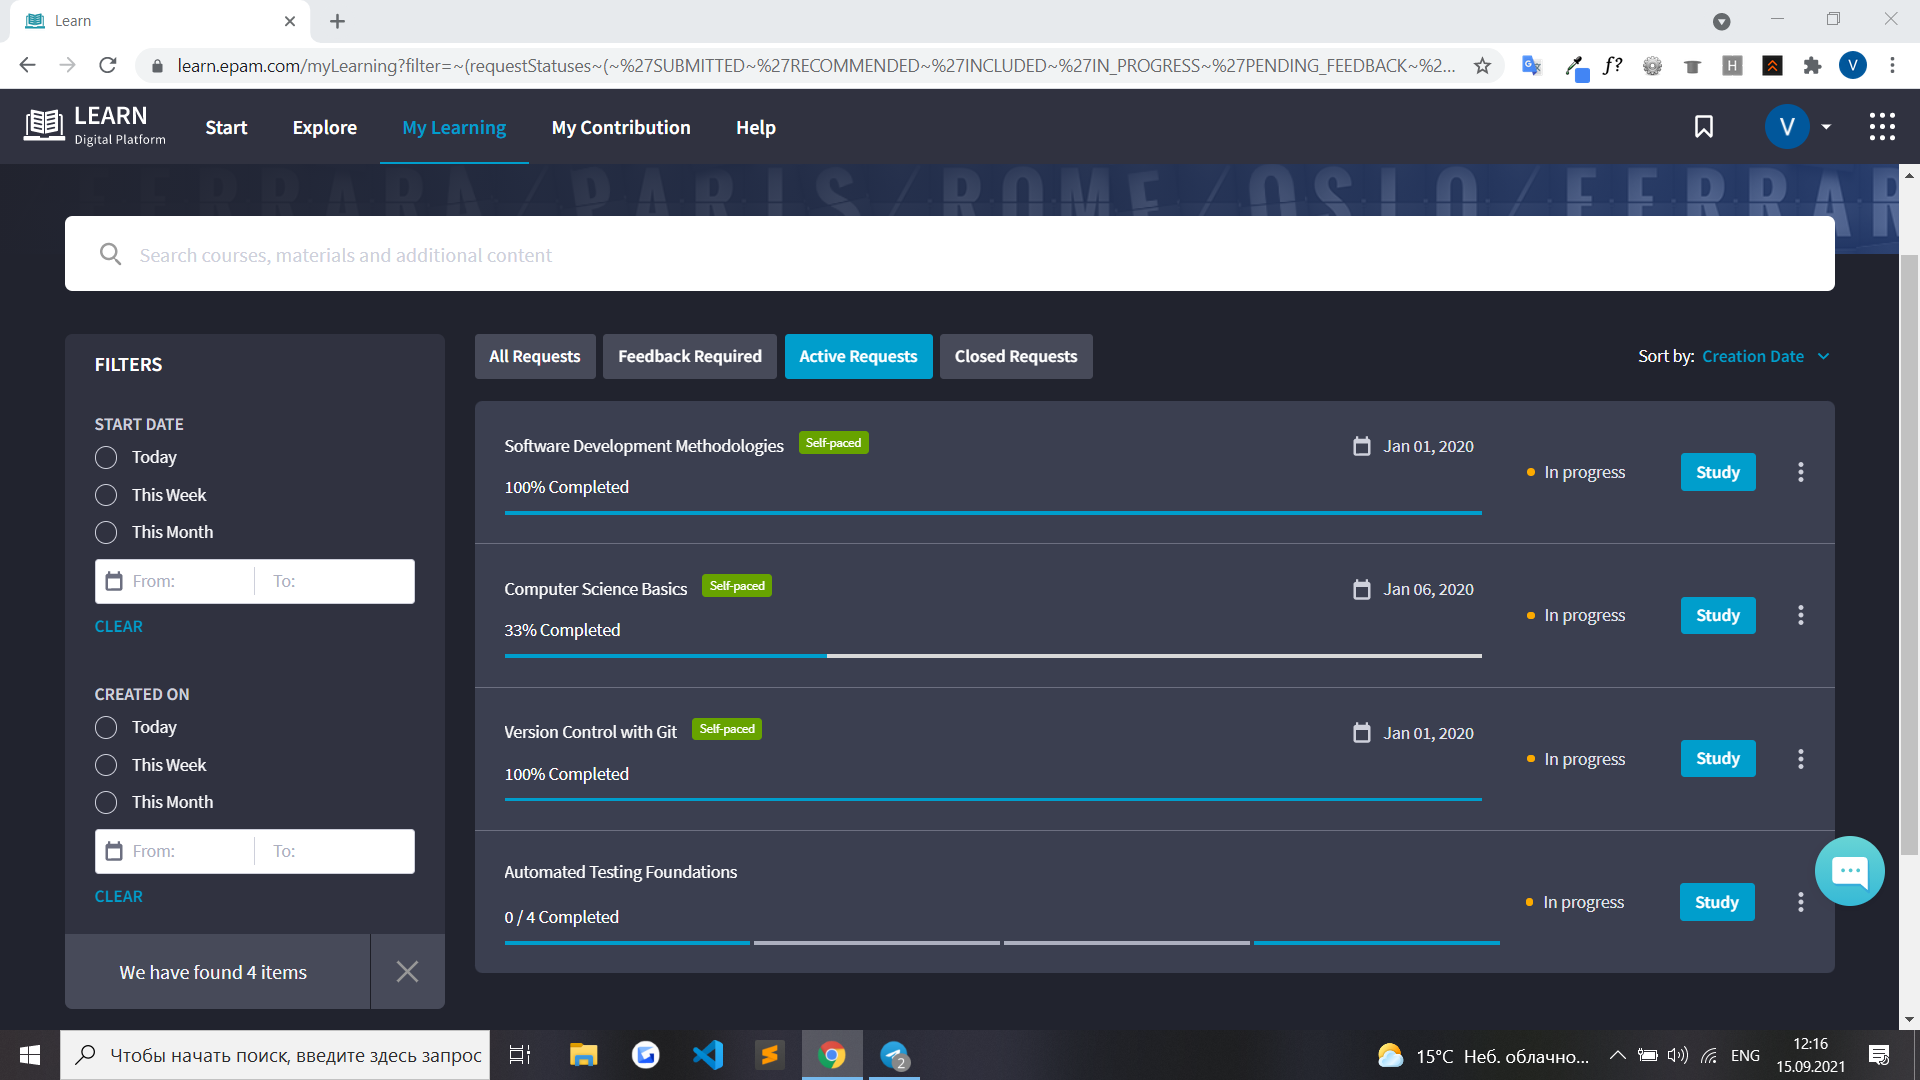 Learn
learn.epam.com/myLearning?filter=~(requestStatuses~(~%27SUBMITTED~%27RECOMMENDED~%27INCLUDED~%27IN_PROGRESS~%27PENDING_FEEDBACK~%2...
f?
H
V
LEARN
Digital Platform
Start
Explore
My Learning
My Contribution
Help
V
FERRARA / PARIS / ROME / OSLO / FERRAR
Search courses, materials and additional content
FILTERS
START DATE
Today
This Week
This Month
From:
To:
CLEAR
CREATED ON
Today
This Week
This Month
From:
To:
CLEAR
We have found 4 items
All Requests
Feedback Required
Active Requests
Closed Requests
Sort by: Creation Date
Software Development Methodologies
Self-paced
Jan 01, 2020
100% Completed
In progress
Study
Computer Science Basics
Self-paced
Jan 06, 2020
33% Completed
In progress
Study
Version Control with Git
Self-paced
Jan 01, 2020
100% Completed
In progress
Study
Automated Testing Foundations
0 / 4 Completed
In progress
Study
Чтобы начать поиск, введите здесь запрос
2
15°C Неб. облачно...
ENG
12:16
15.09.2021